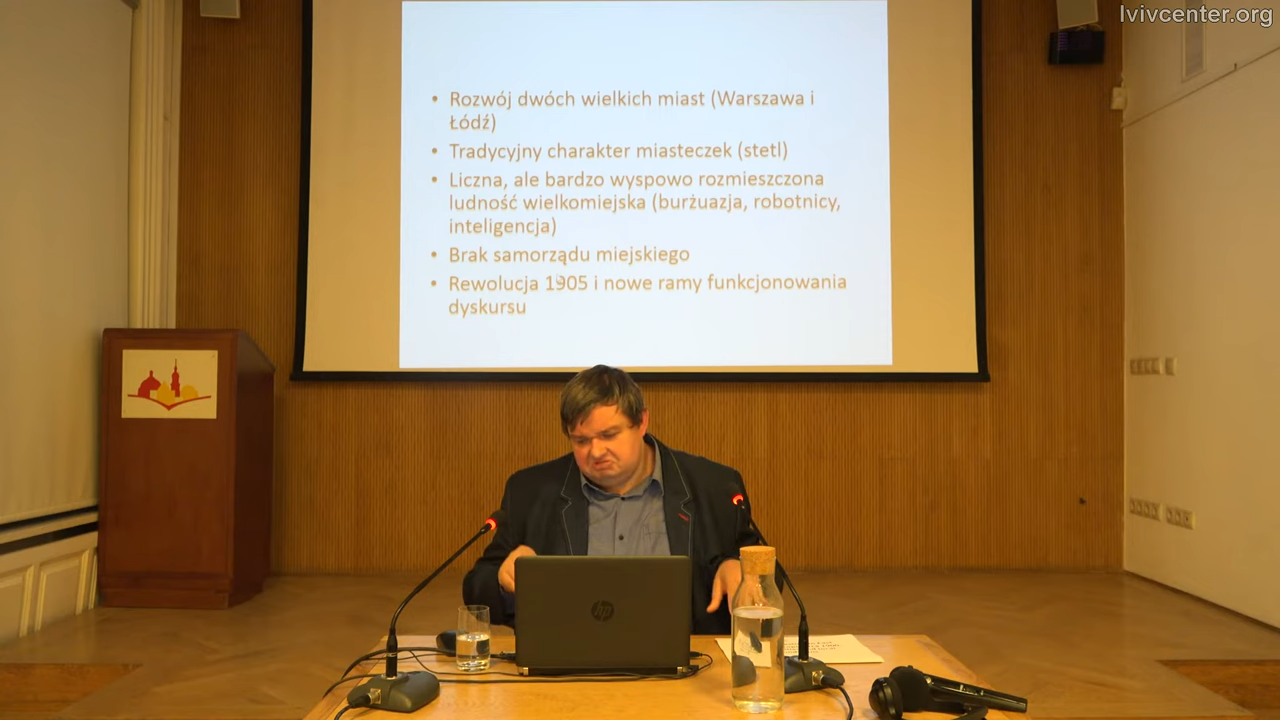 lvivcenter.org
• Rozwój dwóch wielkich miast (Warszawa i
Łódź)
• Tradycyjny charakter miasteczek (stetl)
• Liczna, ale bardzo wyspowo rozmieszczona
ludność wielkomiejska (burżuazja, robotnicy,
inteligencja)
• Brak samorządu miejskiego
• Rewolucja 1905 i nowe ramy funkcjonowania
dyskursu
hp